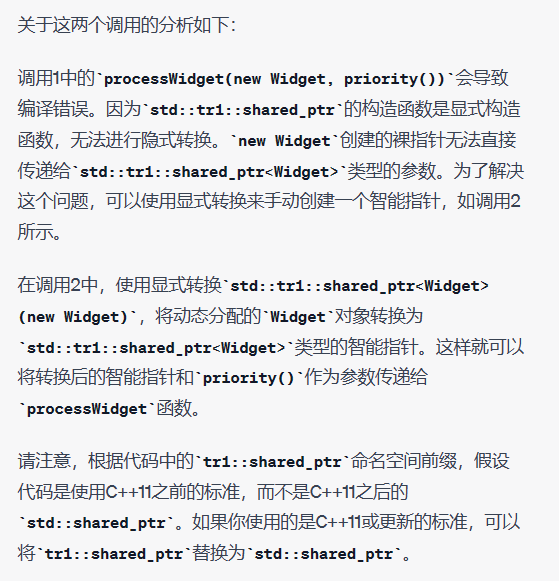 关于这两个调用的分析如下：
调用1中的`processWidget(new Widget, priority())`会导致
编译错误。因为`std::tr1::shared_ptr`的构造函数是显式构造
函数，无法进行隐式转换。`new Widget`创建的裸指针无法直接
传递给`std::tr1::shared_ptr<Widget>`类型的参数。为了解决
这个问题，可以使用显式转换来手动创建一个智能指针，如调用2
所示。
在调用2中，使用显式转换`std::tr1::shared_ptr<Widget>
(new Widget)`，将动态分配的`Widget`对象转换为
`std::tr1::shared_ptr<Widget>`类型的智能指针。这样就可以
将转换后的智能指针和`priority()`作为参数传递给
`processWidget`函数。
请注意，根据代码中的`tr1::shared_ptr`命名空间前缀，假设
代码是使用C++11之前的标准，而不是C++11之后的
`std::shared_ptr`。如果你使用的是C++11或更新的标准，可以
将`tr1::shared_ptr`替换为`std::shared_ptr`。